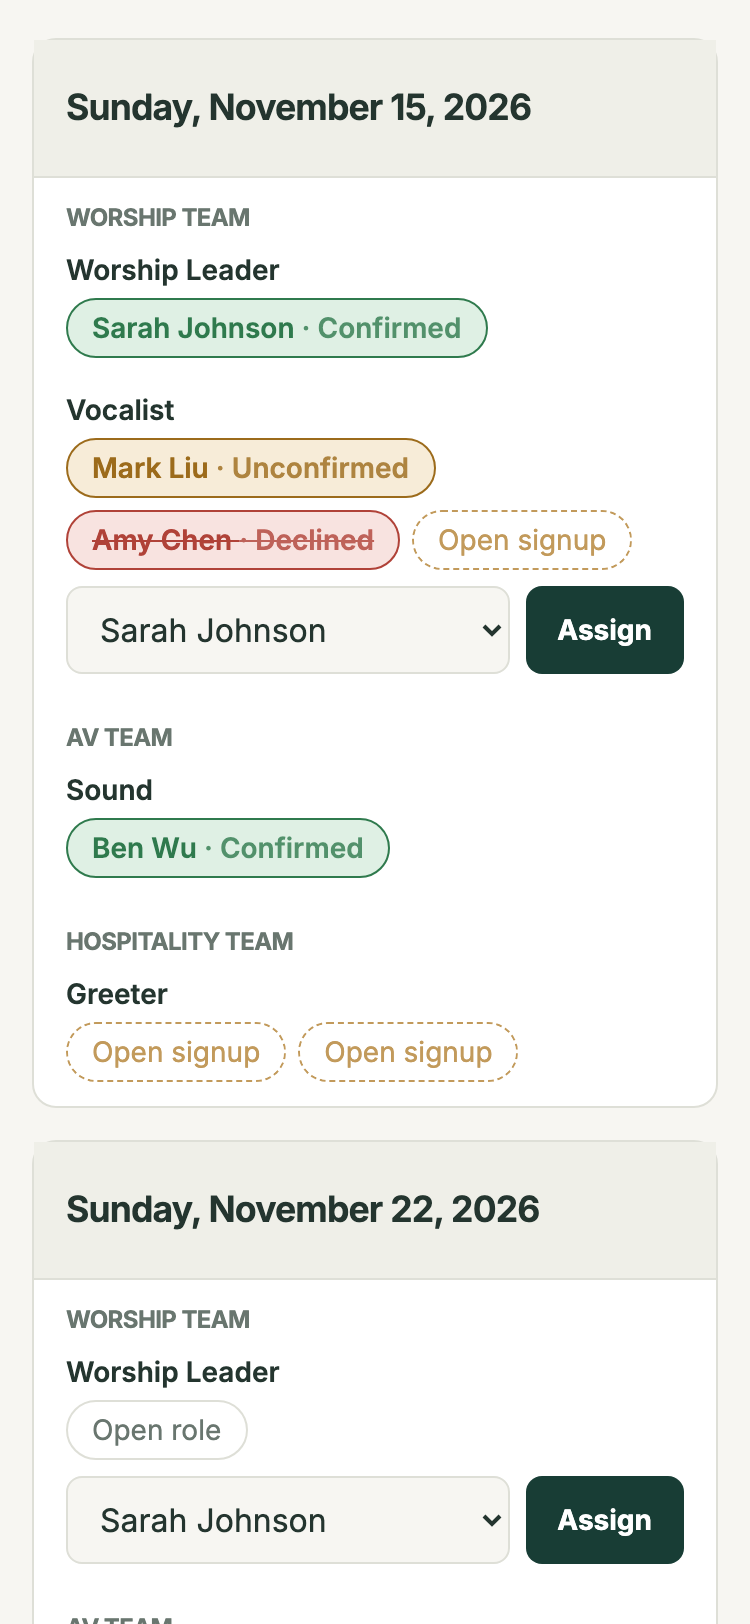 Sunday, November 15, 2026
WORSHIP TEAM
Worship Leader
Sarah Johnson · Confirmed
Vocalist
Mark Liu · Unconfirmed
Amy Chen · Declined Open signup
Sarah Johnson Assign
AV TEAM
Sound
Ben Wu · Confirmed
HOSPITALITY TEAM
Greeter
Open signup Open signup
Sunday, November 22, 2026
WORSHIP TEAM
Worship Leader
Open role
Sarah Johnson Assign
AV TEAM